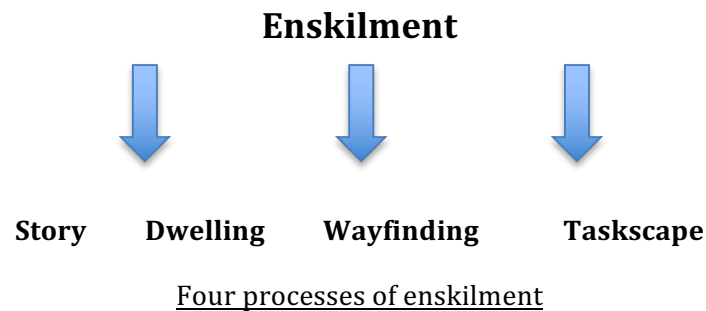 Enskilment
Story Dwelling Wayfinding Taskscape
Four processes of enskilment